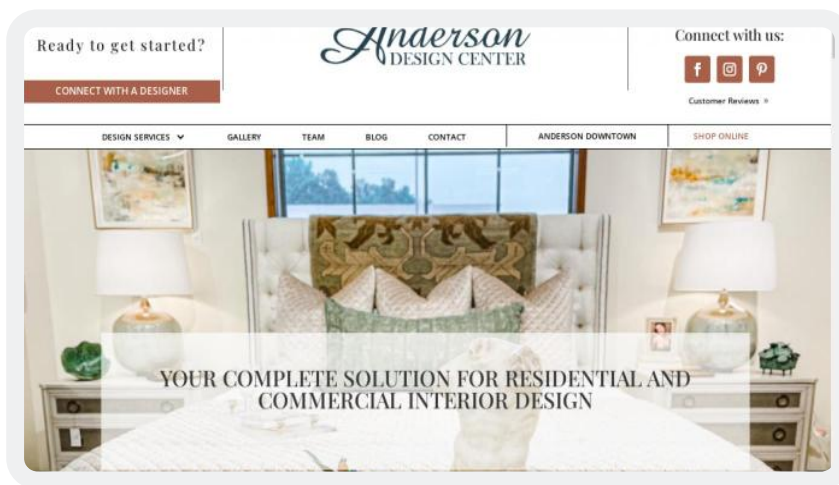 Ready to get started?
CONNECT WITH A DESIGNER
Anderson
DESIGN CENTER
Connect with us:
Customer Reviews »
DESIGN SERVICES
GALLERY
TEAM
BLOG
CONTACT
ANDERSON DOWNTOWN
SHOP ONLINE
YOUR COMPLETE SOLUTION FOR RESIDENTIAL AND
COMMERCIAL INTERIOR DESIGN